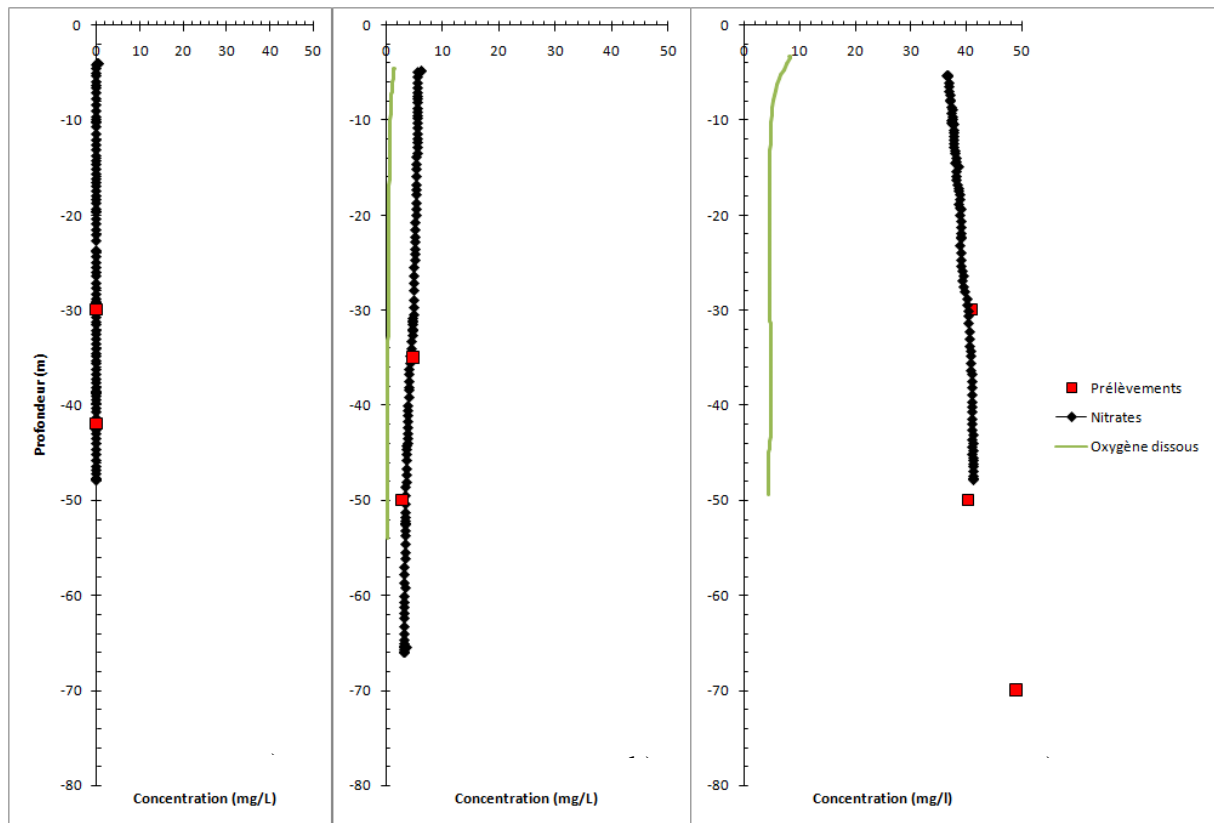 0 10 20 30 40 50
0
-10
-20
-30
-40
-50
-60
-70
-80
Profondeur (m)
Concentration (mg/L)
0 10 20 30 40 50
0
-10
-20
-30
-40
-50
-60
-70
-80
Concentration (mg/L)
0 10 20 30 40 50
0
-10
-20
-30
-40
-50
-60
-70
-80
Concentration (mg/l)
Prélèvements
Nitrates
Oxygène dissous